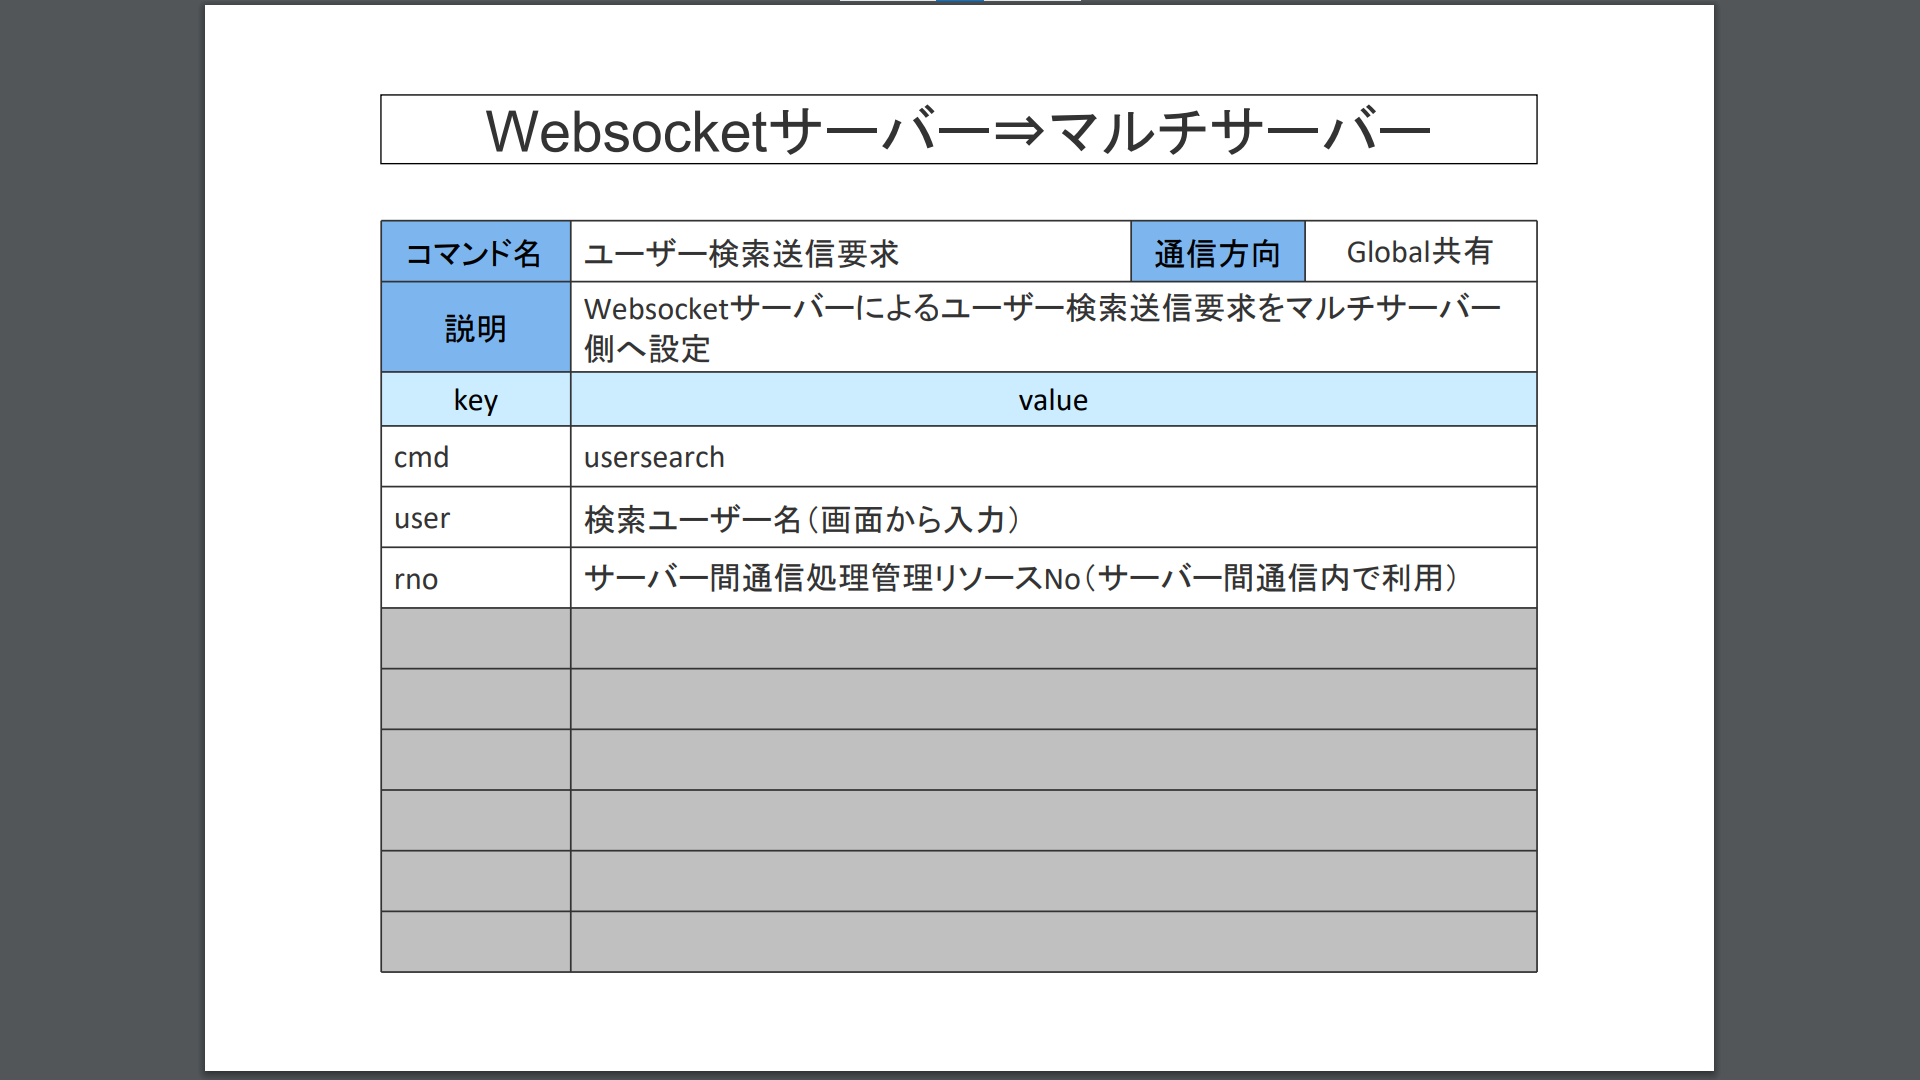 Websocketサーバー⇒マルチサーバー
コマンド名 ユーザー検索送信要求 通信方向 Global共有
説明 Websocketサーバーによるユーザー検索送信要求をマルチサーバー
側へ設定
key value
cmd usersearch
user 検索ユーザー名（画面から入力）
rno サーバー間通信処理管理リソースNo（サーバー間通信内で利用）